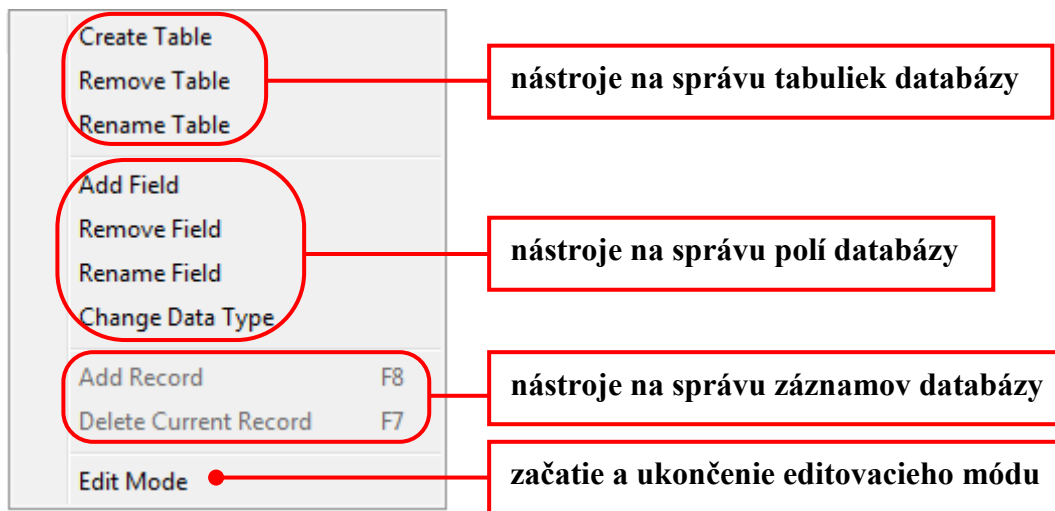 Create Table
Remove Table
Rename Table
nástroje na správu tabuliek databázy
Add Field
Remove Field
Rename Field
Change Data Type
nástroje na správu polí databázy
Add Record F8
Delete Current Record F7
nástroje na správu záznamov databázy
Edit Mode
začatie a ukončenie editovacieho módu